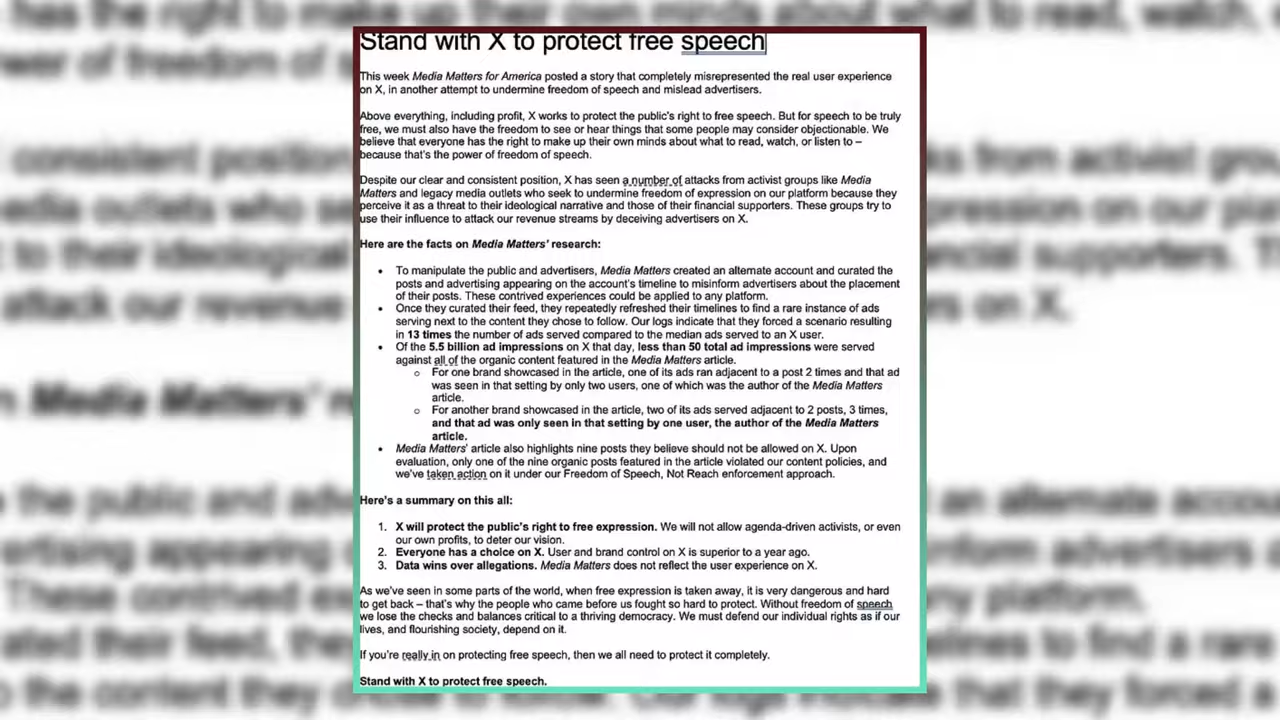 Stand with X to protect free speech
This week Media Matters for America posted a story that completely misrepresented the real user experience
on X, in another attempt to undermine freedom of speech and mislead advertisers.
Above everything, including profit, X works to protect the public's right to free speech. But for speech to be truly
free, we must also have the freedom to see or hear things that some people may consider objectionable. We
believe that everyone has the right to make up their own minds about what to read, watch, or listen to –
because that's the power of freedom of speech.
Despite our clear and consistent position, X has seen a number of attacks from activist groups like Media
Matters and legacy media outlets who seek to undermine freedom of expression on our platform because they
perceive it as a threat to their ideological narrative and those of their financial supporters. These groups try to
use their influence to attack our revenue streams by deceiving advertisers on X.
Here are the facts on Media Matters' research:
• To manipulate the public and advertisers, Media Matters created an alternate account and curated the
posts and advertising appearing on the account's timeline to misinform advertisers about the placement
of their posts. These contrived experiences could be applied to any platform.
• Once they curated their feed, they repeatedly refreshed their timelines to find a rare instance of ads
serving next to the content they chose to follow. Our logs indicate that they forced a scenario resulting
in 13 times the number of ads served compared to the median ads served to an X user.
• Of the 5.5 billion ad impressions on X that day, less than 50 total ad impressions were served
against all of the organic content featured in the Media Matters article.
○ For one brand showcased in the article, one of its ads ran adjacent to a post 2 times and that ad
was seen in that setting by only two users, one of which was the author of the Media Matters
article.
○ For another brand showcased in the article, two of its ads served adjacent to 2 posts, 3 times,
and that ad was only seen in that setting by one user, the author of the Media Matters
article.
• Media Matters' article also highlights nine posts they believe should not be allowed on X. Upon
evaluation, only one of the nine organic posts featured in the article violated our content policies, and
we've taken action on it under our Freedom of Speech, Not Reach enforcement approach.
Here's a summary on this all:
1. X will protect the public's right to free expression. We will not allow agenda-driven activists, or even
our own profits, to deter our vision.
2. Everyone has a choice on X. User and brand control on X is superior to a year ago.
3. Data wins over allegations. Media Matters does not reflect the user experience on X.
As we've seen in some parts of the world, when free expression is taken away, it is very dangerous and hard
to get back – that's why the people who came before us fought so hard to protect. Without freedom of speech
we lose the checks and balances critical to a thriving democracy. We must defend our individual rights as if our
lives, and flourishing society, depend on it.
If you're really in on protecting free speech, then we all need to protect it completely.
Stand with X to protect free speech.